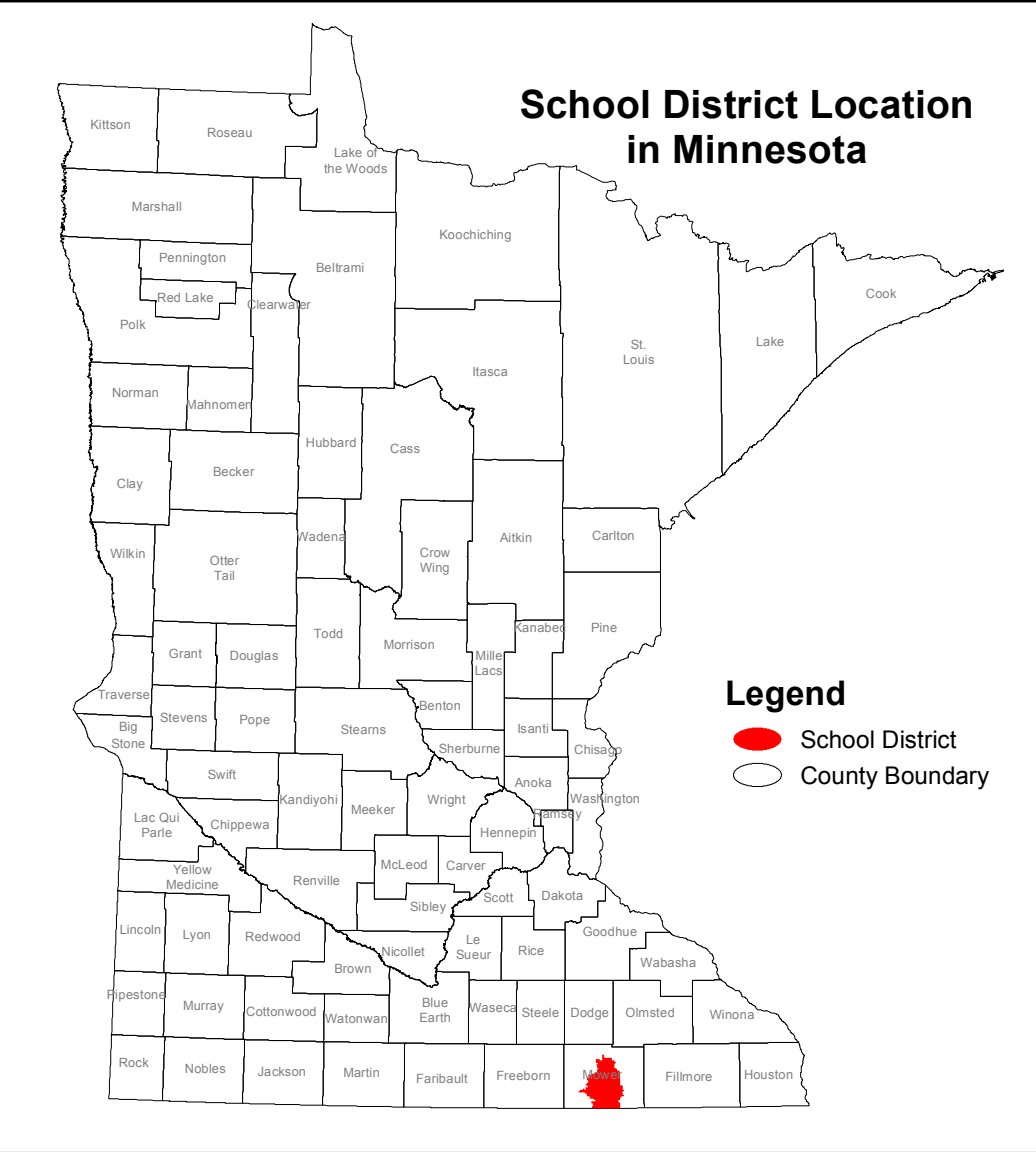 School District Location
in Minnesota
Kittson
Roseau
Lake of
the Woods
Marshall
Koochiching
Pennington
Beltrami
Red Lake
Clearwater
Cook
Polk
St.
Louis
Lake
Itasca
Norman
Mahnomen
Hubbard
Cass
Becker
Clay
Wadena
Aitkin
Carlton
Wilkin
Crow
Wing
Otter
Tail
Todd
Kanabec
Pine
Morrison
Grant
Douglas
Mille
Lacs
Traverse
Benton
Stevens
Pope
Stearns
Isanti
Big
Stone
Sherburne
Chisago
Legend
School District
County Boundary
Swift
Anoka
Kandiyohi
Meeker
Wright
Washington
Ramsey
Lac Qui
Parle
Chippewa
Hennepin
Yellow
Medicine
McLeod
Carver
Renville
Scott
Dakota
Sibley
Lincoln
Lyon
Redwood
Goodhue
Nicollet
Le
Sueur
Rice
Brown
Wabasha
Pipestone
Murray
Cottonwood
Watonwan
Blue
Earth
Waseca
Steele
Dodge
Olmsted
Winona
Rock
Nobles
Jackson
Martin
Faribault
Freeborn
Mower
Fillmore
Houston